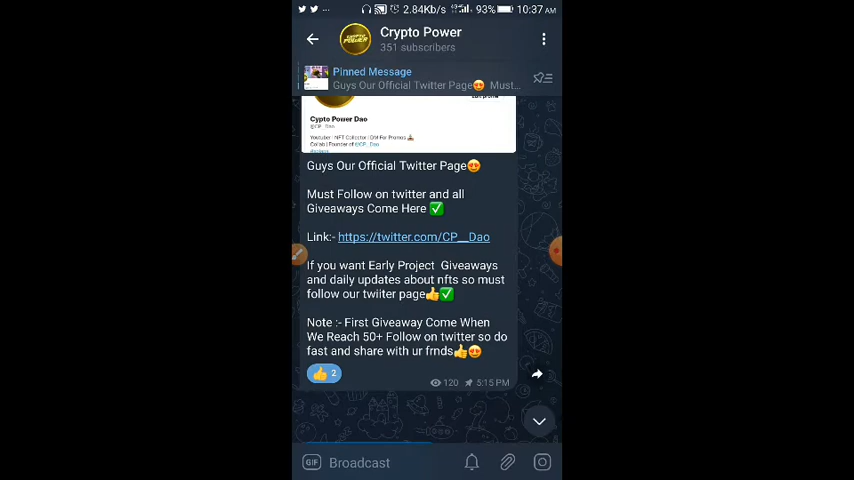 2.84Kb/s 93% 10:37 AM
Crypto Power
351 subscribers
Pinned Message
Guys Our Official Twitter Page😍 Must...
Cypto Power Dao
Guys Our Official Twitter Page😍
Must Follow on twitter and all
Giveaways Come Here ✅
Link:- https://twitter.com/CP__Dao
If you want Early Project Giveaways
and daily updates about nfts so must
follow our twiiter page👍✅
Note :- First Giveaway Come When
We Reach 50+ Follow on twitter so do
fast and share with ur frnds👍😍
👍 2
120 5:15 PM
GIF Broadcast